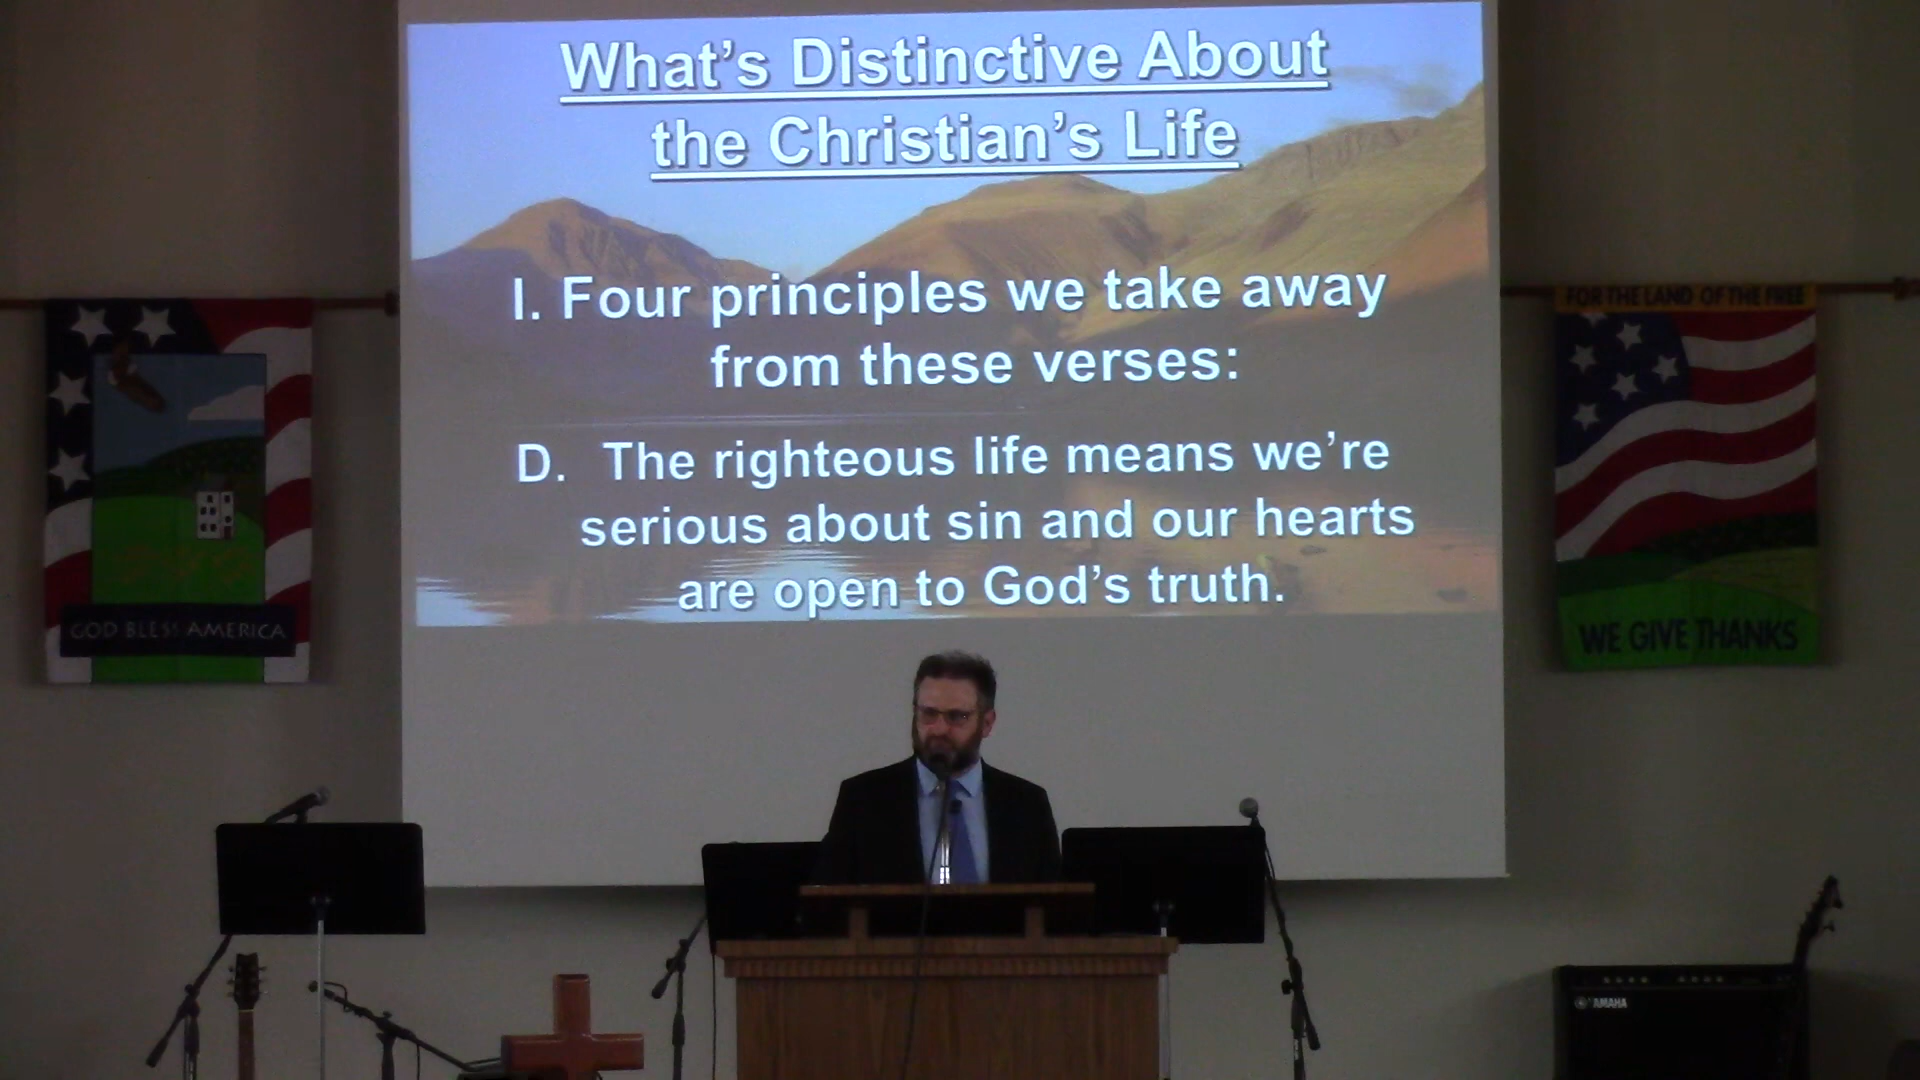 What's Distinctive About
the Christian's Life
I. Four principles we take away
from these verses:
D. The righteous life means we're
serious about sin and our hearts
are open to God's truth.
GOD BLESS AMERICA
FOR THE LAND OF THE FREE
WE GIVE THANKS
YAMAHA